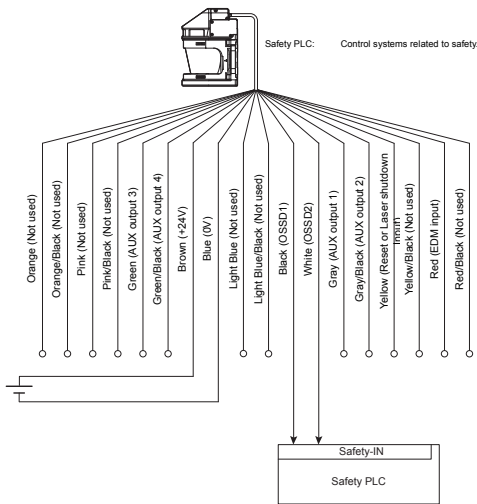 Safety PLC: Control systems related to safety.
Orange (Not used)
Orange/Black (Not used)
Pink (Not used)
Pink/Black (Not used)
Green (AUX output 3)
Green/Black (AUX output 4)
Brown (+24V)
Blue (0V)
Light Blue (Not used)
Light Blue/Black (Not used)
Black (OSSD1)
White (OSSD2)
Gray (AUX output 1)
Gray/Black (AUX output 2)
Yellow (Reset or Laser shutdown
input)
Yellow/Black (Not used)
Red (EDM input)
Red/Black (Not used)
Safety-IN
Safety PLC